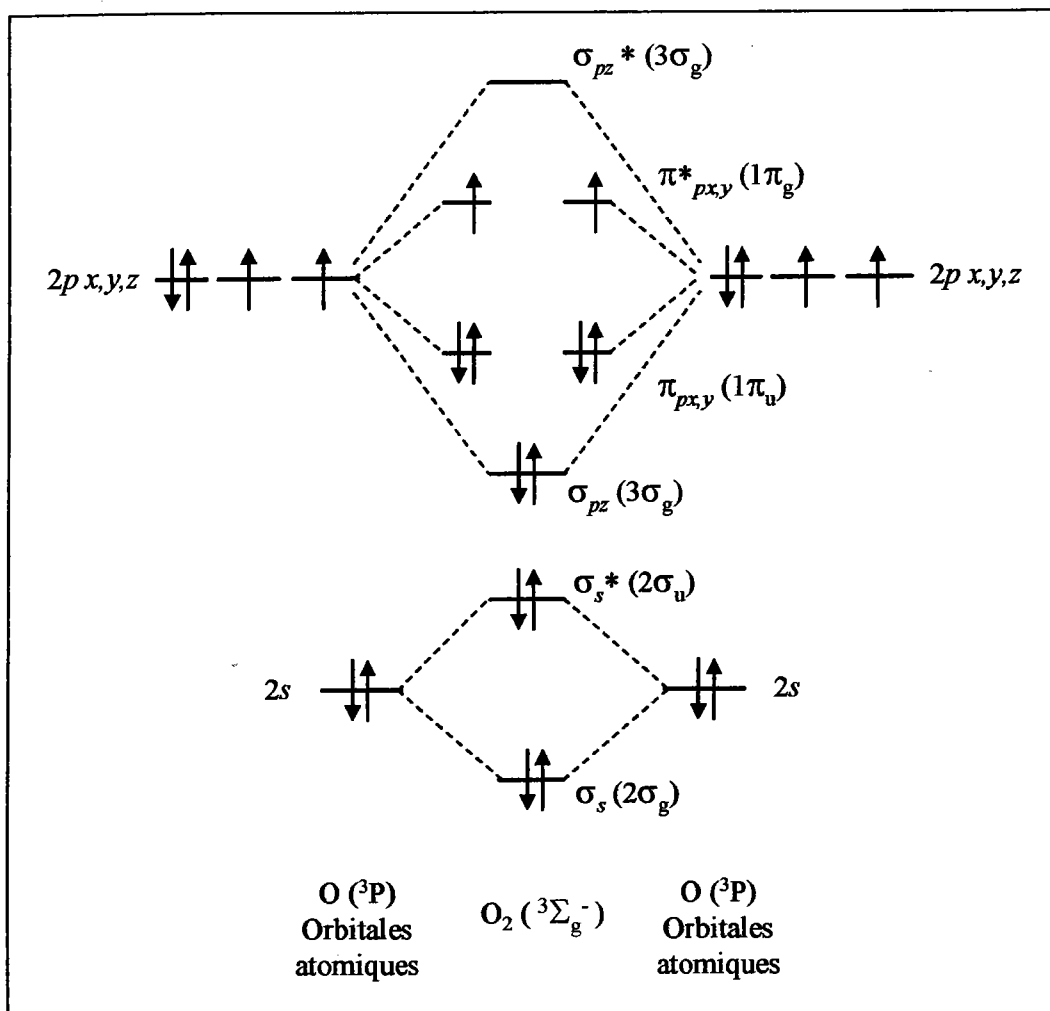 σpz * (3σg)
π*px,y (1πg)
2p x,y,z
2p x,y,z
πpx,y (1πu)
σpz (3σg)
σs* (2σu)
2s
2s
σs (2σg)
O (³P)
Orbitales
atomiques
O₂ (³Σg⁻)
O (³P)
Orbitales
atomiques